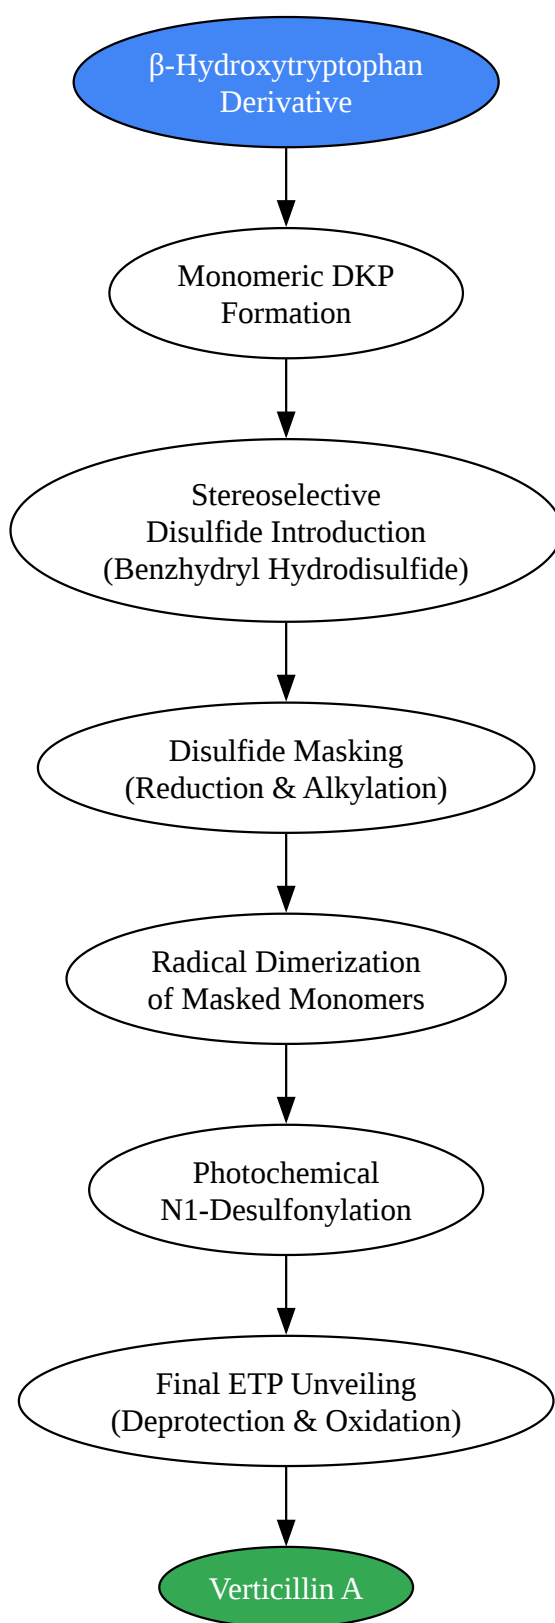 β-Hydroxytryptophan
Derivative
Monomeric DKP
Formation
Stereoselective
Disulfide Introduction
(Benzhydryl Hydrodisulfide)
Disulfide Masking
(Reduction & Alkylation)
Radical Dimerization
of Masked Monomers
Photochemical
N1-Desulfonylation
Final ETP Unveiling
(Deprotection & Oxidation)
Verticillin A